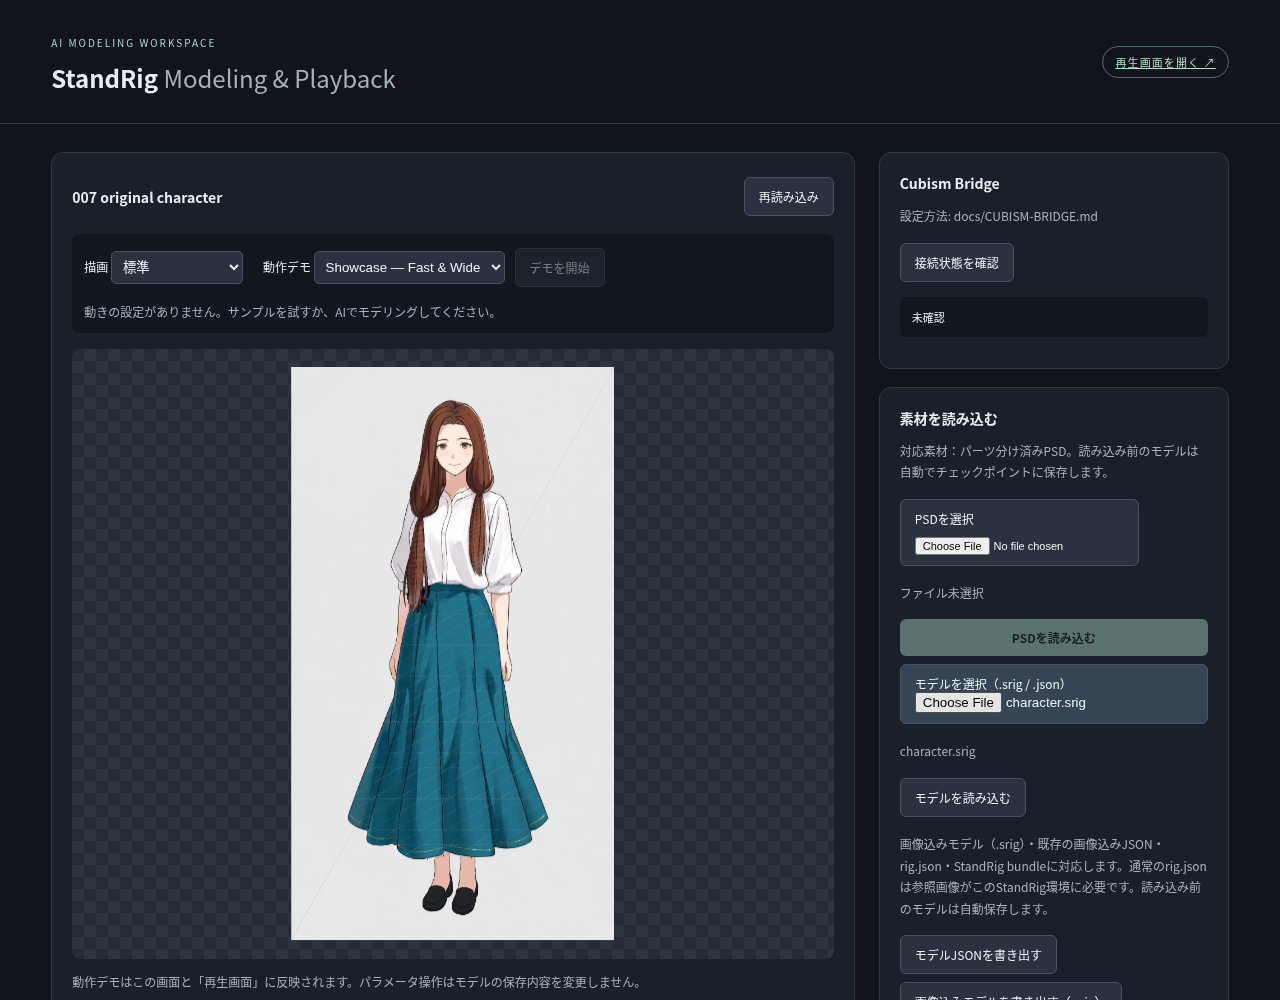 AI MODELING WORKSPACE
StandRig Modeling & Playback
再生画面を開く ↗
007 original character
再読み込み
描画 標準 動作デモ Showcase — Fast & Wide デモを開始
動きの設定がありません。サンプルを試すか、AIでモデリングしてください。
動作デモはこの画面と「再生画面」に反映されます。パラメータ操作はモデルの保存内容を変更しません。
Cubism Bridge
設定方法: docs/CUBISM-BRIDGE.md
接続状態を確認
未確認
素材を読み込む
対応素材：パーツ分け済みPSD。読み込み前のモデルは
自動でチェックポイントに保存します。
PSDを選択
Choose File No file chosen
ファイル未選択
PSDを読み込む
モデルを選択（.srig / .json）
Choose File character.srig
character.srig
モデルを読み込む
画像込みモデル（.srig）・既存の画像込みJSON・
rig.json・StandRig bundleに対応します。通常のrig.json
は参照画像がこのStandRig環境に必要です。読み込み前
のモデルは自動保存します。
モデルJSONを書き出す